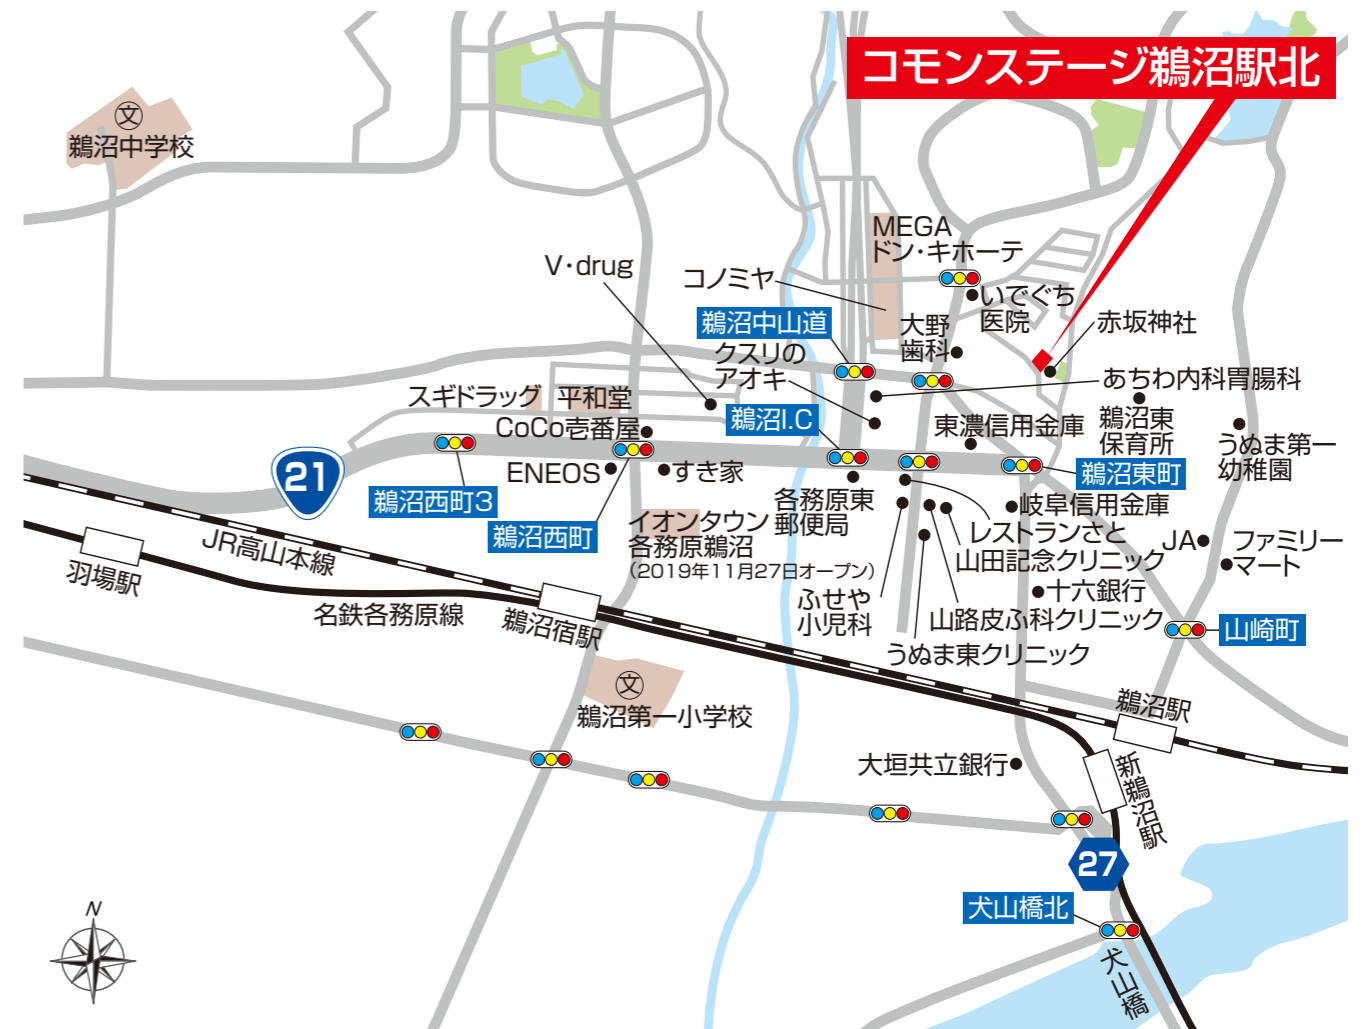 コモンステージ鵜沼駅北
文
鵜沼中学校
MEGA
ドン・キホーテ
V・drug
コノミヤ
いでぐち
医院
鵜沼中山道
大野
歯科
赤坂神社
クスリの
アオキ
あちわ内科胃腸科
スギドラッグ
平和堂
鵜沼I.C
CoCo壱番屋
東濃信用金庫
鵜沼東
保育所
うぬま第一
幼稚園
21
ENEOS
すき家
鵜沼東町
鵜沼西町3
各務原東
郵便局
岐阜信用金庫
鵜沼西町
イオンタウン
各務原鵜沼
(2019年11月27日オープン)
レストランさと
山田記念クリニック
JA
ファミリー
マート
JR高山本線
羽場駅
十六銀行
名鉄各務原線
鵜沼宿駅
ふせや
小児科
山路皮ふ科クリニック
山崎町
うぬま東クリニック
文
鵜沼第一小学校
鵜沼駅
大垣共立銀行
新鵜沼駅
27
犬山橋北
N
犬山橋